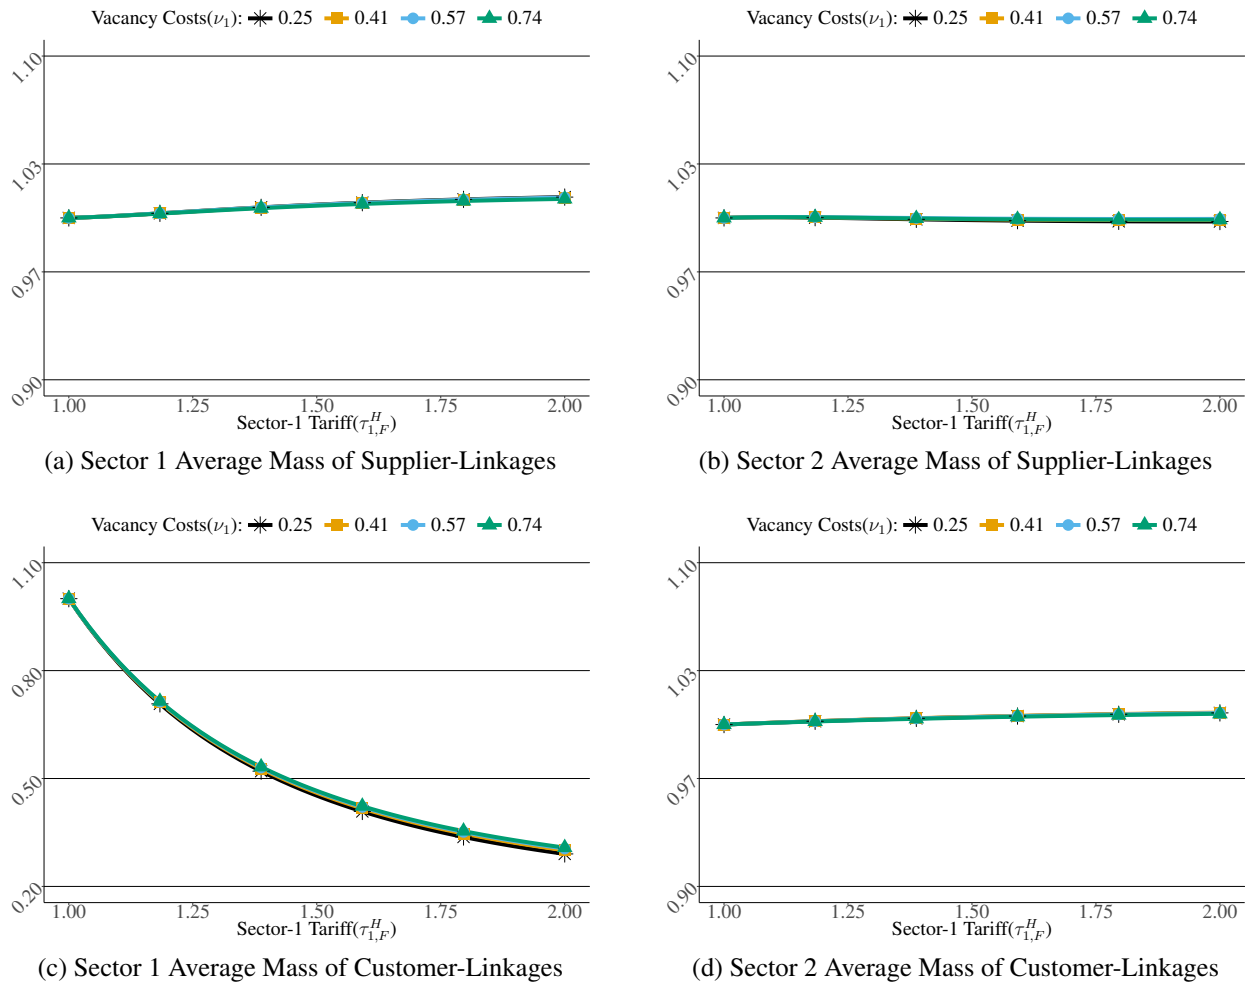 Vacancy Costs(ν₁): 0.25 0.41 0.57 0.74
1.10
1.03
0.97
0.90
1.00 1.25 1.50 1.75 2.00
Sector-1 Tariff(τ₁,F^H)
(a) Sector 1 Average Mass of Supplier-Linkages
Vacancy Costs(ν₁): 0.25 0.41 0.57 0.74
1.10
1.03
0.97
0.90
1.00 1.25 1.50 1.75 2.00
Sector-1 Tariff(τ₁,F^H)
(b) Sector 2 Average Mass of Supplier-Linkages
Vacancy Costs(ν₁): 0.25 0.41 0.57 0.74
1.10
0.80
0.50
0.20
1.00 1.25 1.50 1.75 2.00
Sector-1 Tariff(τ₁,F^H)
(c) Sector 1 Average Mass of Customer-Linkages
Vacancy Costs(ν₁): 0.25 0.41 0.57 0.74
1.10
1.03
0.97
0.90
1.00 1.25 1.50 1.75 2.00
Sector-1 Tariff(τ₁,F^H)
(d) Sector 2 Average Mass of Customer-Linkages